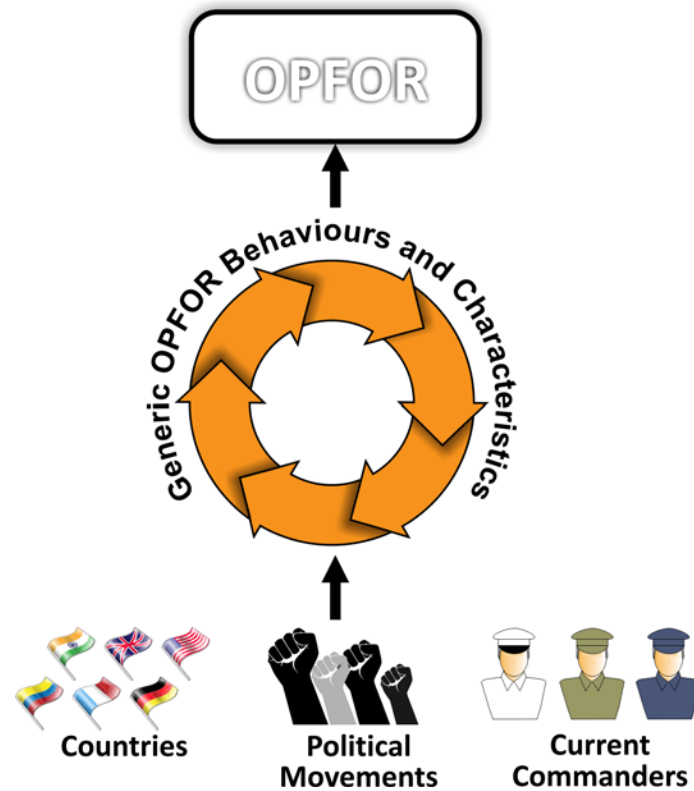 OPFOR
Generic OPFOR Behaviours and Characteristics
Countries
Political
Movements
Current
Commanders